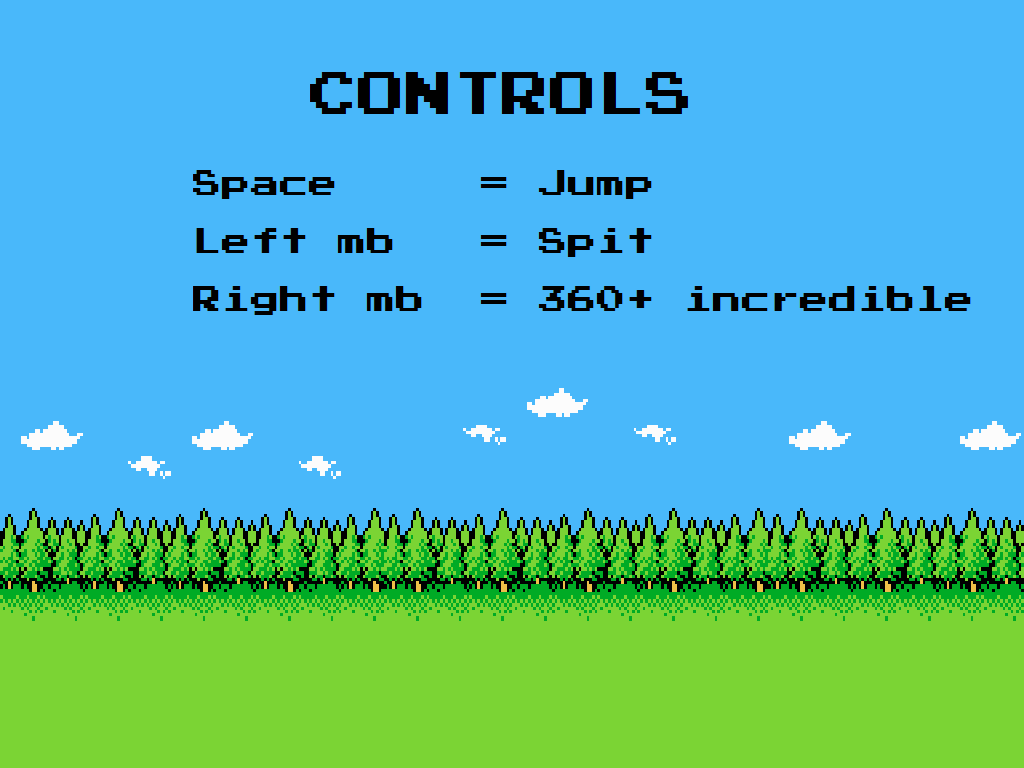 CONTROLS
Space = Jump
Left mb = Spit
Right mb = 360+ incredible